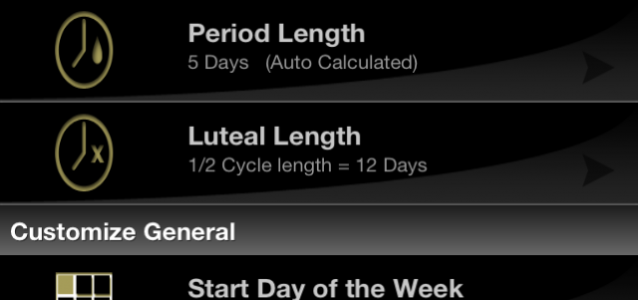 Period Length
5 Days (Auto Calculated)
Luteal Length
1/2 Cycle length = 12 Days
Customize General
Start Day of the Week